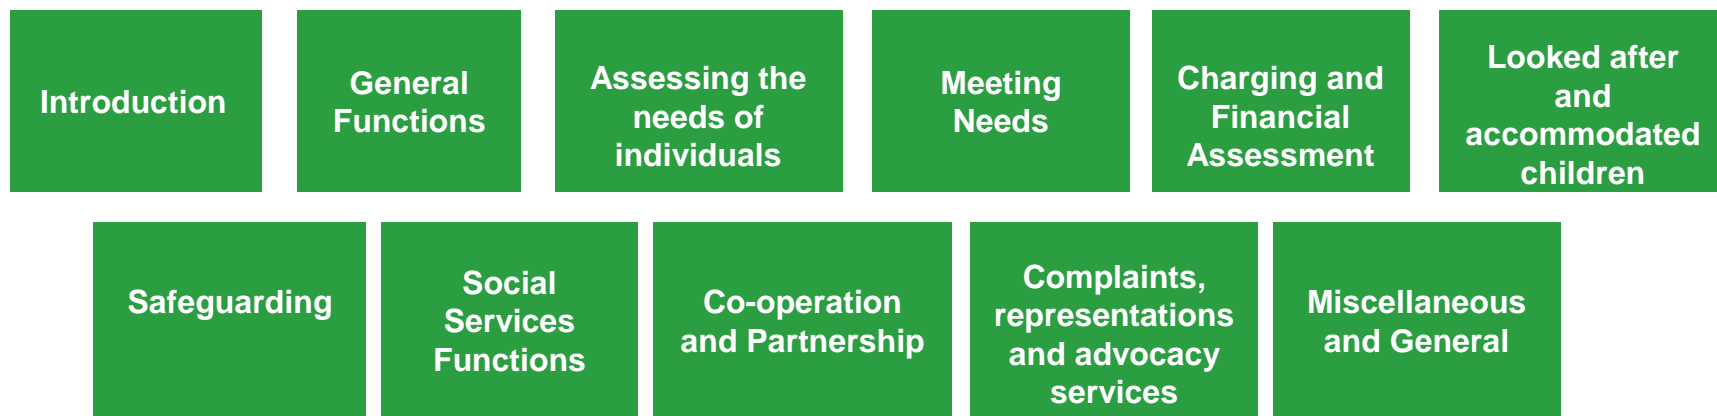 Introduction
General
Functions
Assessing the
needs of
individuals
Meeting
Needs
Charging and
Financial
Assessment
Looked after
and
accommodated
children
Safeguarding
Social
Services
Functions
Co-operation
and Partnership
Complaints,
representations
and advocacy
services
Miscellaneous
and General